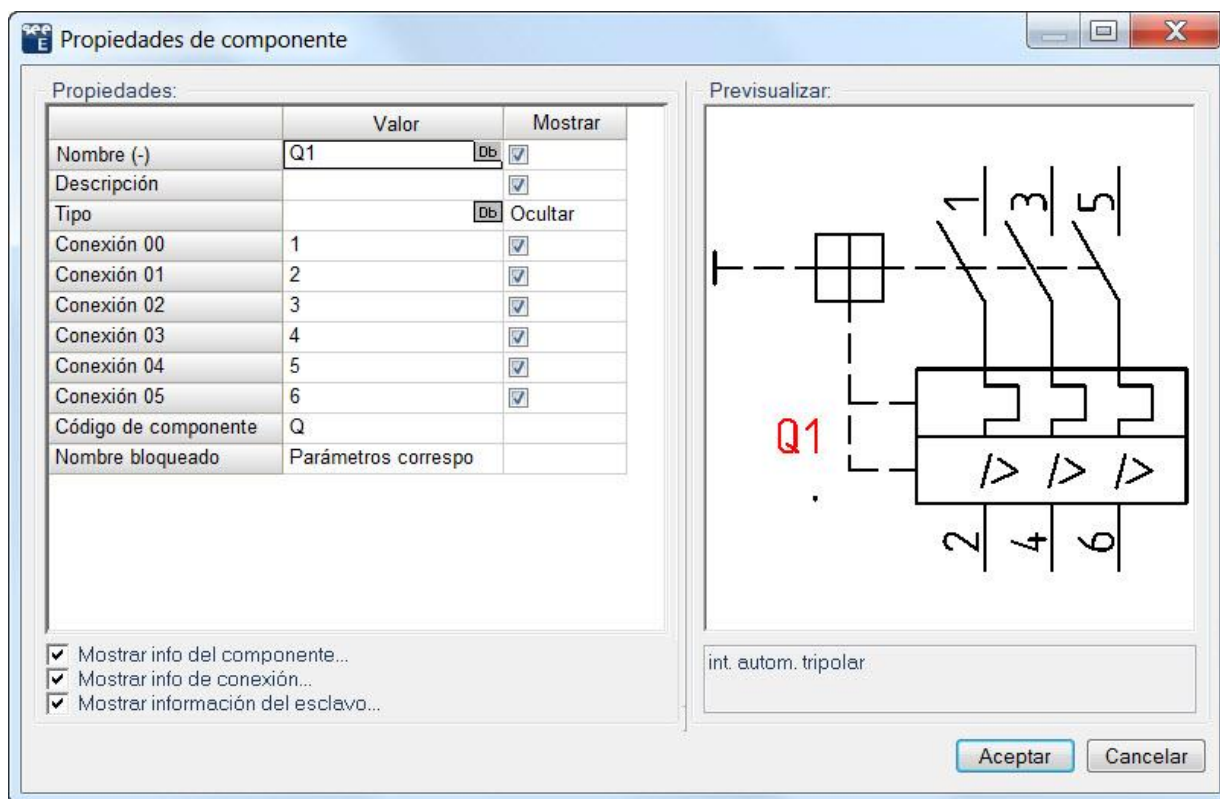 see E Propiedades de componente
Propiedades:
Valor Mostrar
Nombre (-) Q1 Db
Descripción
Tipo Db Ocultar
Conexión 00 1
Conexión 01 2
Conexión 02 3
Conexión 03 4
Conexión 04 5
Conexión 05 6
Código de componente Q
Nombre bloqueado Parámetros correspo
Mostrar info del componente...
Mostrar info de conexión...
Mostrar información del esclavo...
Previsualizar:
1 3 5
Q1
/> /> />
2 4 6
int. autom. tripolar
Aceptar Cancelar